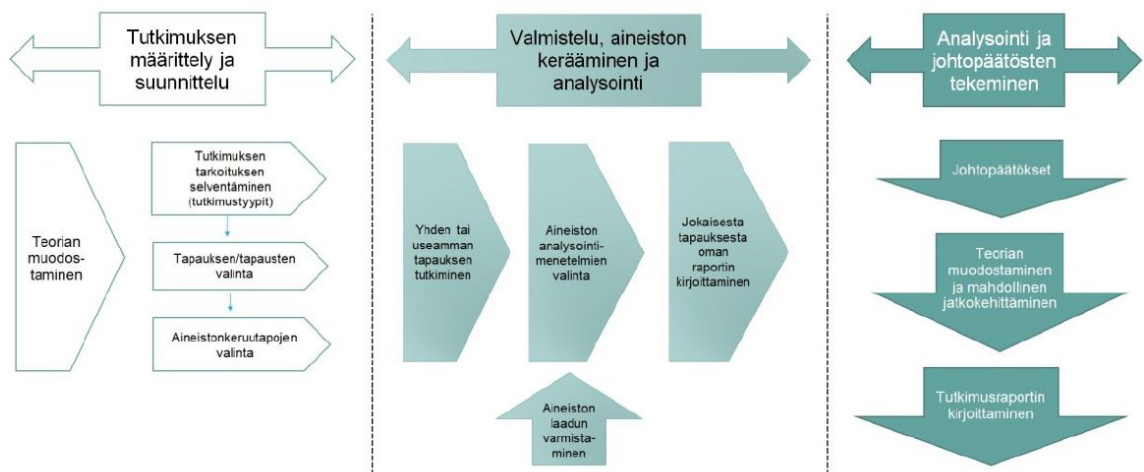 Tutkimuksen
määrittely ja
suunnittelu
Teorian
muodos-
taminen
Tutkimuksen
tarkoituksen
selventäminen
(tutkimustyypit)
Tapauksen/tapausten
valinta
Aineistonkeruutapojen
valinta
Valmistelu, aineiston
kerääminen ja
analysointi
Yhden tai
useamman
tapauksen
tutkiminen
Aineiston
analysointi-
menetelmien
valinta
Jokaisesta
tapauksesta
oman
raportin
kirjoittaminen
Aineiston
laadun
varmista-
minen
Analysointi ja
johtopäätösten
tekeminen
Johtopäätökset
Teorian
muodostaminen
ja mahdollinen
jatkokehittäminen
Tutkimusraportin
kirjoittaminen